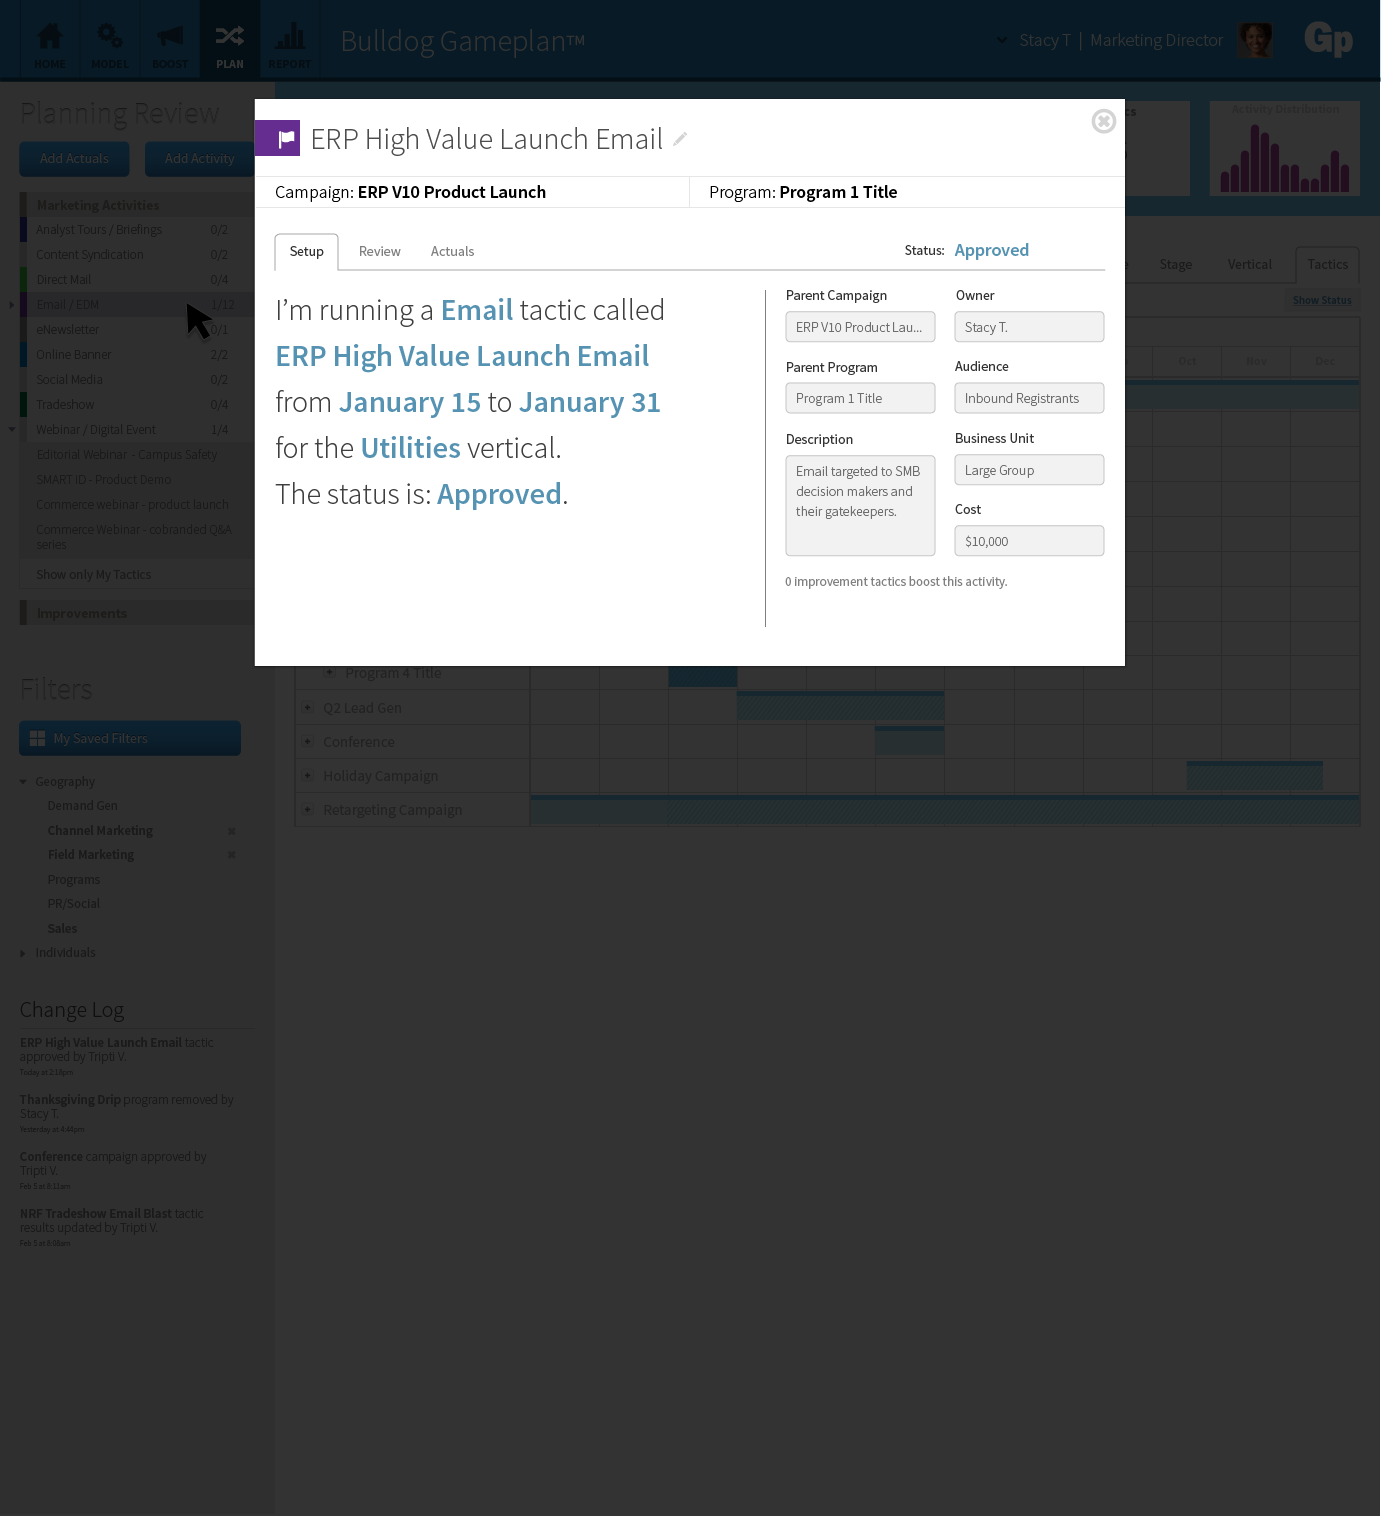 HOME
MODEL
BOOST
PLAN
REPORT
Bulldog Gameplan™
Stacy T | Marketing Director
Gp
Planning Review
Add Actuals
Add Activity
Marketing Activities
Analyst Tours / Briefings 0/2
Content Syndication 0/2
Direct Mail 0/4
Email / EDM 1/12
eNewsletter 0/1
Online Banner 2/2
Social Media 0/2
Tradeshow 0/4
Webinar / Digital Event 1/4
Editorial Webinar - Campus Safety
SMART ID - Product Demo
Commerce webinar - product launch
Commerce Webinar - cobranded Q&A
series
Show only My Tactics
Improvements
Filters
My Saved Filters
Geography
Demand Gen
Channel Marketing
Field Marketing
Programs
PR/Social
Sales
Individuals
Change Log
ERP High Value Launch Email tactic
approved by Tripti V.
Today at 2:18pm
Thanksgiving Drip program removed by
Stacy T.
Yesterday at 4:44pm
Conference campaign approved by
Tripti V.
Feb 5 at 8:11am
NRF Tradeshow Email Blast tactic
results updated by Tripti V.
Feb 5 at 8:08am
ERP High Value Launch Email
Campaign: ERP V10 Product Launch
Program: Program 1 Title
Setup
Review
Actuals
Status: Approved
I'm running a Email tactic called
ERP High Value Launch Email
from January 15 to January 31
for the Utilities vertical.
The status is: Approved.
Parent Campaign
ERP V10 Product Lau...
Parent Program
Program 1 Title
Description
Email targeted to SMB
decision makers and
their gatekeepers.
Owner
Stacy T.
Audience
Inbound Registrants
Business Unit
Large Group
Cost
$10,000
0 improvement tactics boost this activity.
cs
Activity Distribution
Stage
Vertical
Tactics
Show Status
Oct
Nov
Dec
Program 4 Title
Q2 Lead Gen
Conference
Holiday Campaign
Retargeting Campaign